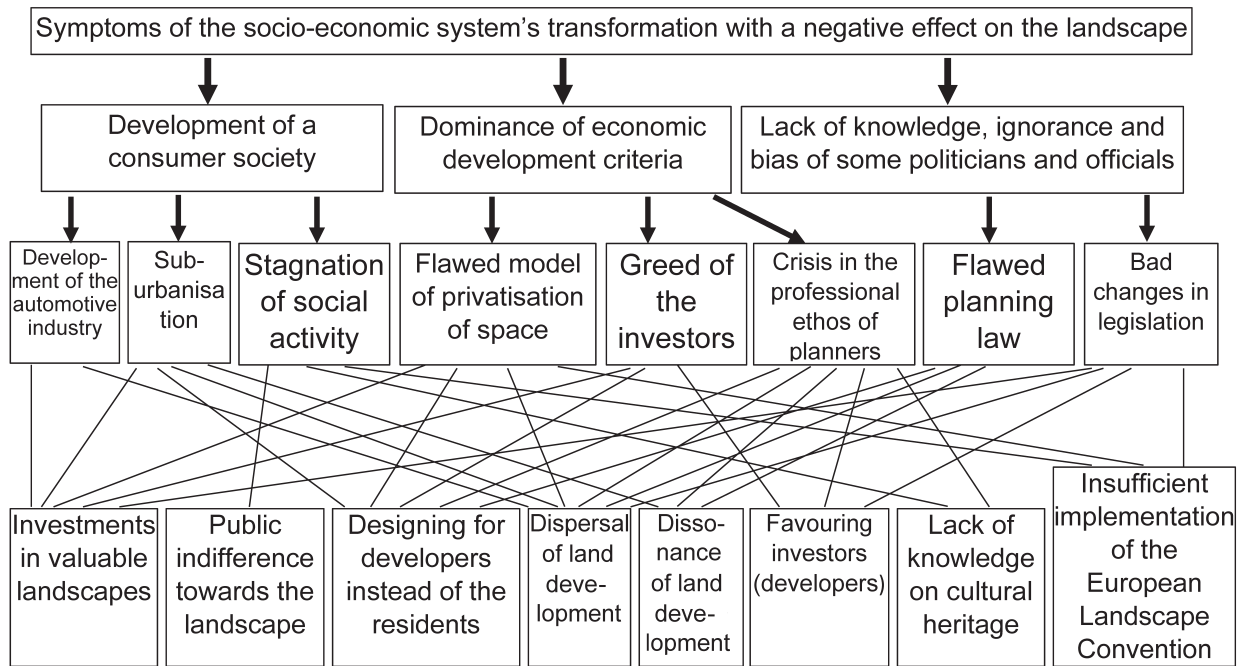 Symptoms of the socio-economic system's transformation with a negative effect on the landscape
Development of a
consumer society
Dominance of economic
development criteria
Lack of knowledge, ignorance and
bias of some politicians and officials
Develop-
ment of the
automotive
industry
Sub-
urbanisa
tion
Stagnation
of social
activity
Flawed model
of privatisation
of space
Greed of
the
investors
Crisis in the
professional
ethos of
planners
Flawed
planning
law
Bad
changes in
legislation
Investments
in valuable
landscapes
Public
indifference
towards the
landscape
Designing for
developers
instead of the
residents
Dispersal
of land
deve-
lopment
Disso-
nance
of land
deve-
lopment
Favouring
investors
(developers)
Lack of
knowledge
on cultural
heritage
Insufficient
implementation
of the
European
Landscape
Convention